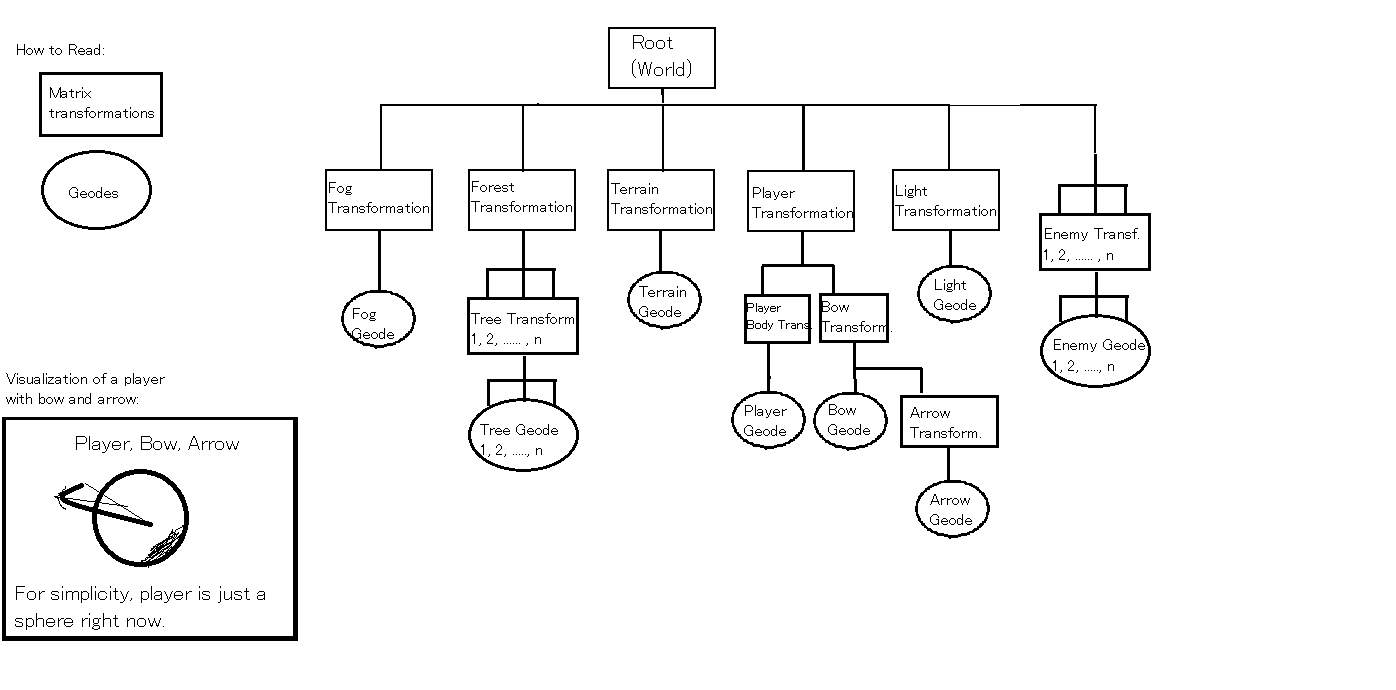 How to Read:
Matrix
transformations
Geodes
Root
(World)
Fog
Transformation
Forest
Transformation
Terrain
Transformation
Player
Transformation
Light
Transformation
Enemy Transf.
1, 2, ...... , n
Fog
Geode
Tree Transform
1, 2, ...... , n
Terrain
Geode
Player
Body Trans.
Bow
Transform.
Light
Geode
Enemy Geode
1, 2, ....., n
Tree Geode
1, 2, ....., n
Player
Geode
Bow
Geode
Arrow
Transform.
Arrow
Geode
Visualization of a player
with bow and arrow:
Player, Bow, Arrow
For simplicity, player is just a
sphere right now.